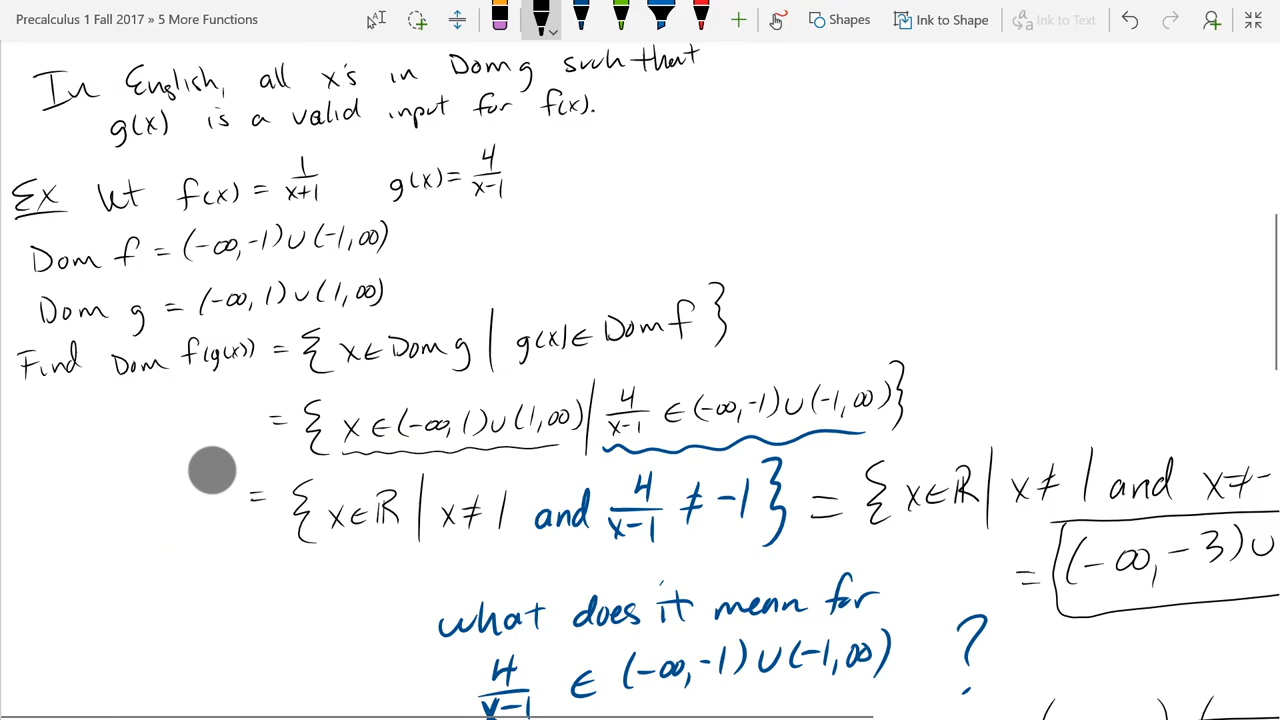 Precalculus 1 Fall 2017 » 5 More Functions
Shapes
Ink to Shape
Ink to Text
In English, all x's in Dom g such that
g(x) is a valid input for f(x).
Ex let f(x) = 1/(x+1) g(x) = 4/(x-1)
Dom f = (-∞, -1) ∪ (-1, ∞)
Dom g = (-∞, 1) ∪ (1, ∞)
Find Dom f(g(x)) = { x ∈ Dom g | g(x) ∈ Dom f }
= { x ∈ (-∞, 1) ∪ (1, ∞) | 4/(x-1) ∈ (-∞, -1) ∪ (-1, ∞) }
= { x ∈ ℝ | x ≠ 1 and 4/(x-1) ≠ -1 } = { x ∈ ℝ | x ≠ 1 and x ≠ -
= (-∞, -3) ∪
what does it mean for
4/(x-1) ∈ (-∞, -1) ∪ (-1, ∞) ?